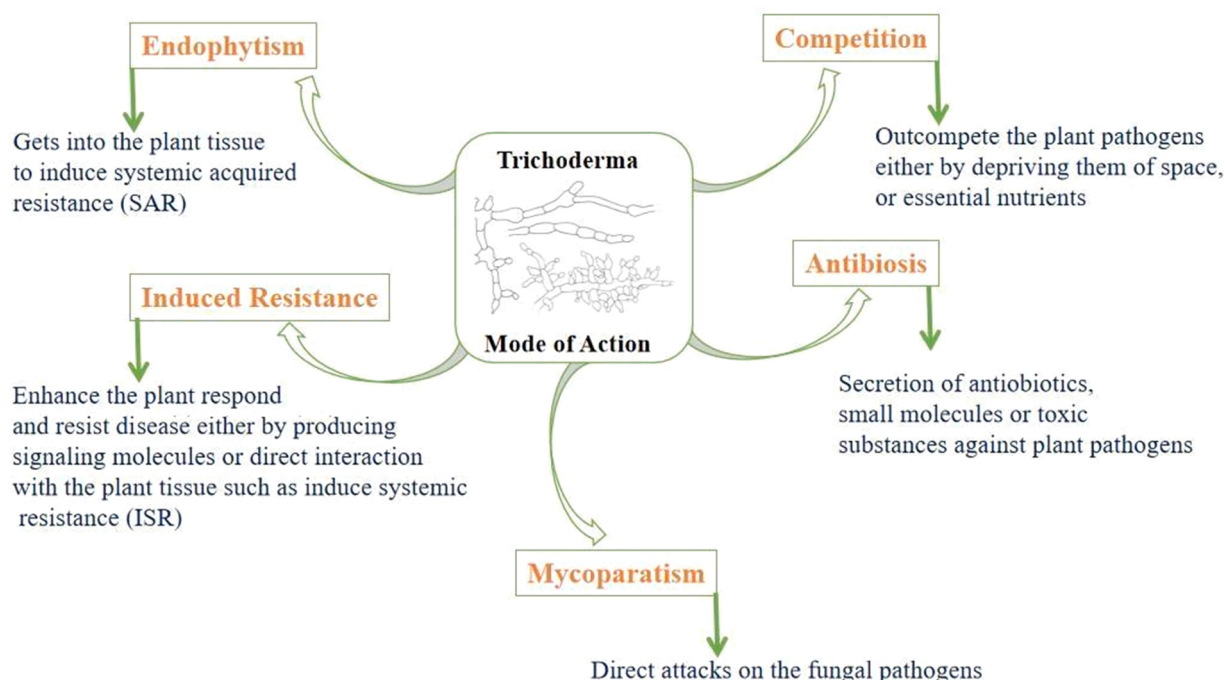 Endophytism
Gets into the plant tissue
to induce systemic acquired
resistance (SAR)
Competition
Outcompete the plant pathogens
either by depriving them of space,
or essential nutrients
Trichoderma
Mode of Action
Induced Resistance
Enhance the plant respond
and resist disease either by producing
signaling molecules or direct interaction
with the plant tissue such as induce systemic
resistance (ISR)
Antibiosis
Secretion of antiobiotics,
small molecules or toxic
substances against plant pathogens
Mycoparatism
Direct attacks on the fungal pathogens